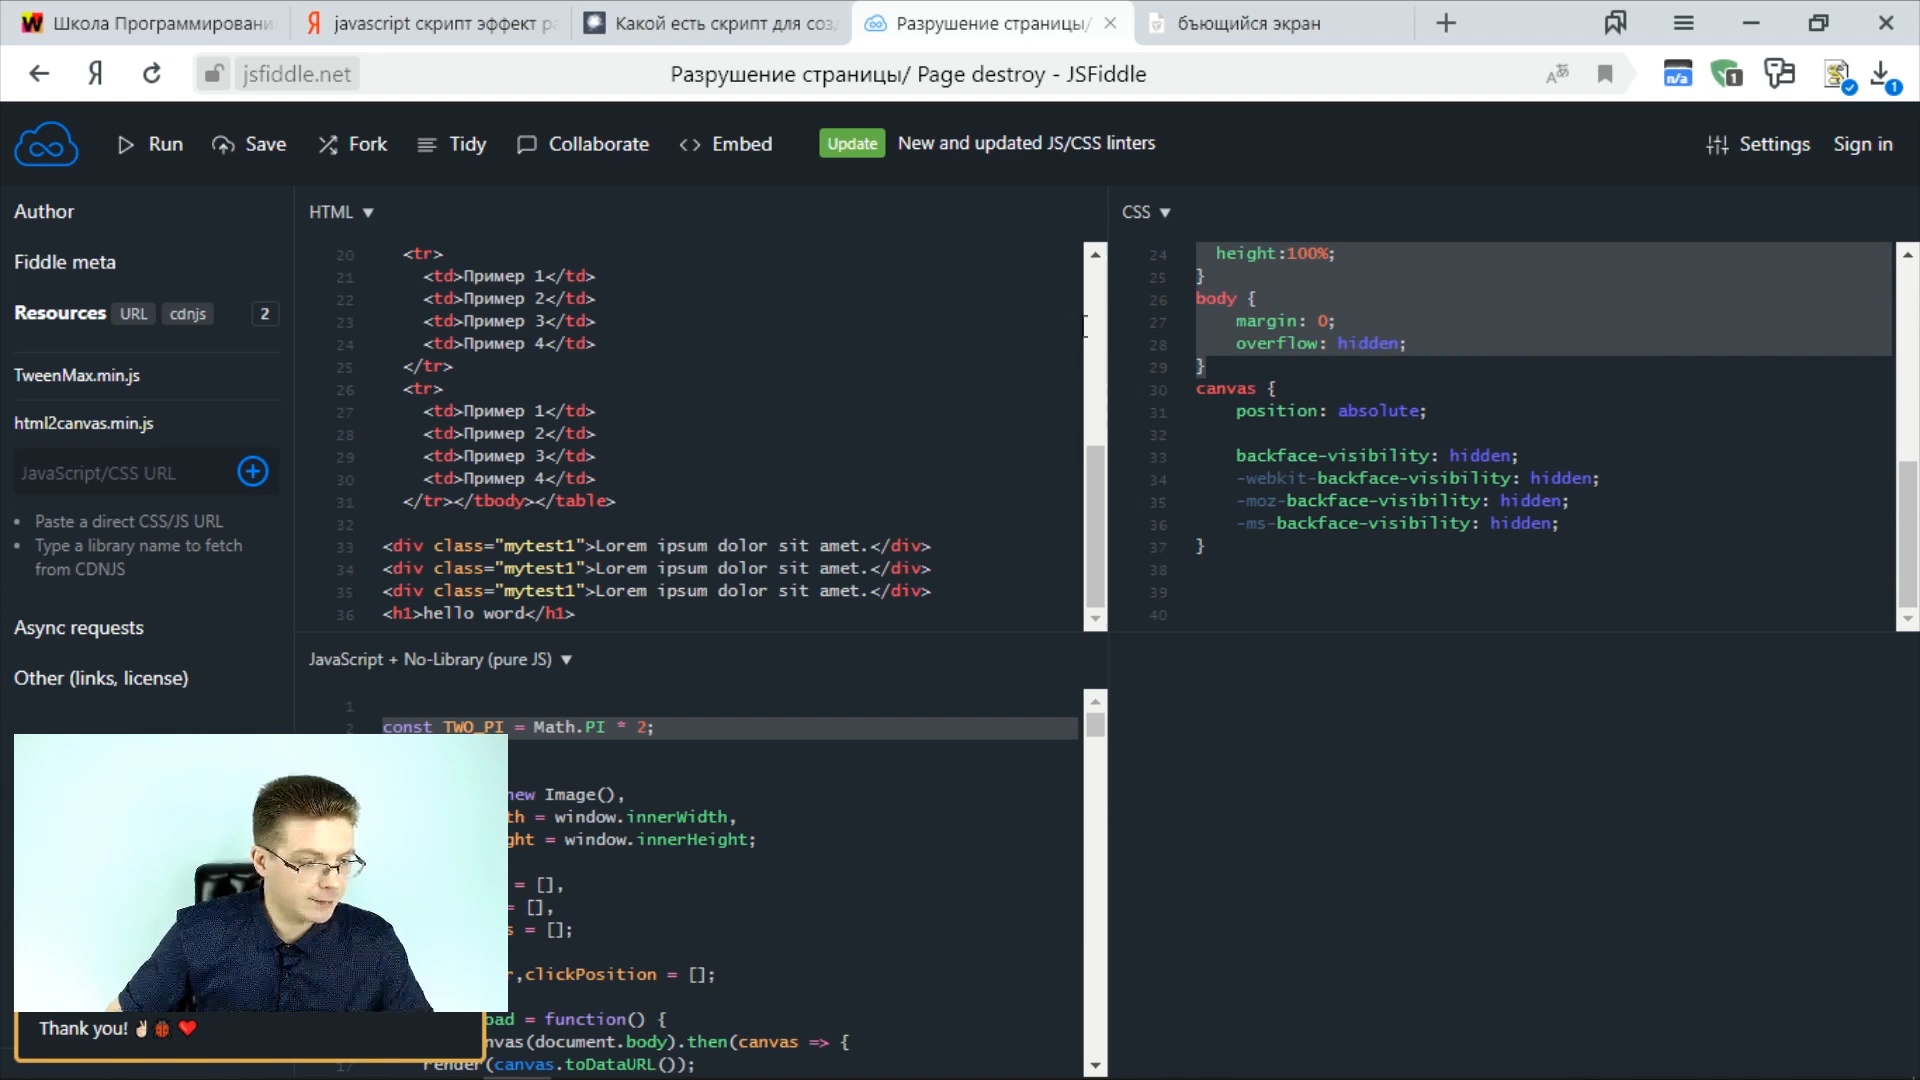 Школа Программировани
javascript скрипт эффект ра
Какой есть скрипт для соз
Разрушение страницы/
бъющийся экран
jsfiddle.net
Разрушение страницы/ Page destroy - JSFiddle
n/a
1
1
Run
Save
Fork
Tidy
Collaborate
Embed
Update
New and updated JS/CSS linters
Settings
Sign in
Author
Fiddle meta
Resources URL cdnjs 2
TweenMax.min.js
html2canvas.min.js
JavaScript/CSS URL
• Paste a direct CSS/JS URL
• Type a library name to fetch
from CDNJS
Async requests
Other (links, license)
HTML
20 <tr>
21 <td>Пример 1</td>
22 <td>Пример 2</td>
23 <td>Пример 3</td>
24 <td>Пример 4</td>
25 </tr>
26 <tr>
27 <td>Пример 1</td>
28 <td>Пример 2</td>
29 <td>Пример 3</td>
30 <td>Пример 4</td>
31 </tr></tbody></table>
32
33 <div class="mytest1">Lorem ipsum dolor sit amet.</div>
34 <div class="mytest1">Lorem ipsum dolor sit amet.</div>
35 <div class="mytest1">Lorem ipsum dolor sit amet.</div>
36 <h1>hello word</h1>
CSS
24 height:100%;
25 }
26 body {
27 margin: 0;
28 overflow: hidden;
29 }
30 canvas {
31 position: absolute;
32
33 backface-visibility: hidden;
34 -webkit-backface-visibility: hidden;
35 -moz-backface-visibility: hidden;
36 -ms-backface-visibility: hidden;
37 }
38
39
40
JavaScript + No-Library (pure JS)
1
2 const TWO_PI = Math.PI * 2;
new Image(),
th = window.innerWidth,
ght = window.innerHeight;
= [],
= [],
s = [];
r,clickPosition = [];
oad = function() {
nvas(document.body).then(canvas => {
17 render(canvas.toDataURL());
Thank you! ✌🏻🐞❤️